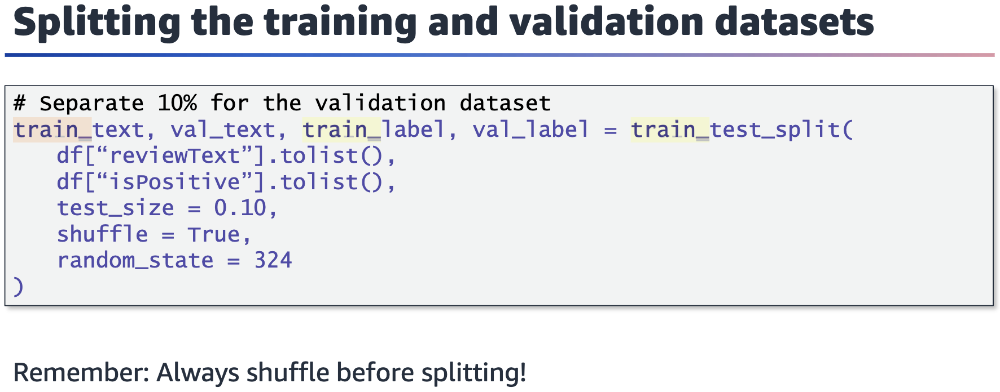 Splitting the training and validation datasets
# Separate 10% for the validation dataset
train_text, val_text, train_label, val_label = train_test_split(
df[“reviewText”].tolist(),
df[“isPositive”].tolist(),
test_size = 0.10,
shuffle = True,
random_state = 324
)
Remember: Always shuffle before splitting!